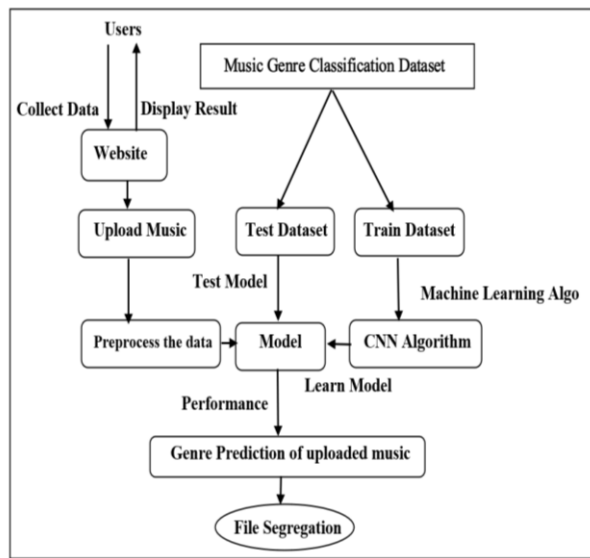 Users
Music Genre Classification Dataset
Collect Data
Display Result
Website
Upload Music
Test Dataset
Train Dataset
Test Model
Machine Learning Algo
Preprocess the data
Model
CNN Algorithm
Learn Model
Performance
Genre Prediction of uploaded music
File Segregation